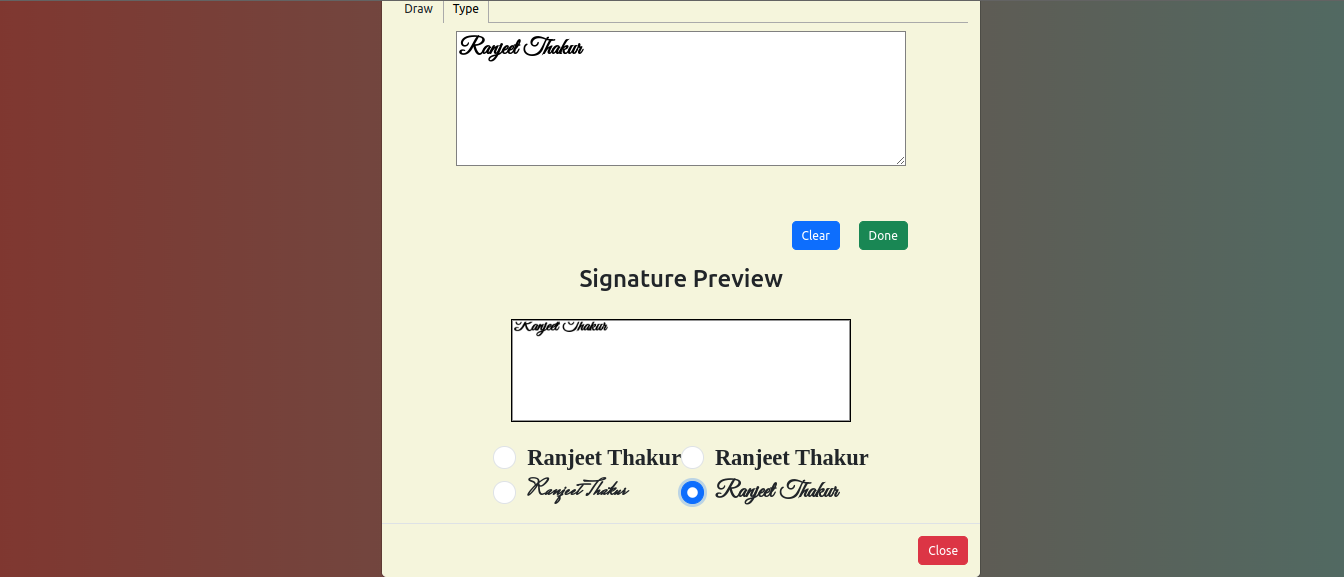 Draw Type
Ranjeet Thakur
Clear Done
Signature Preview
Ranjeet Thakur
Ranjeet Thakur Ranjeet Thakur
Ranjeet Thakur Ranjeet Thakur
Close